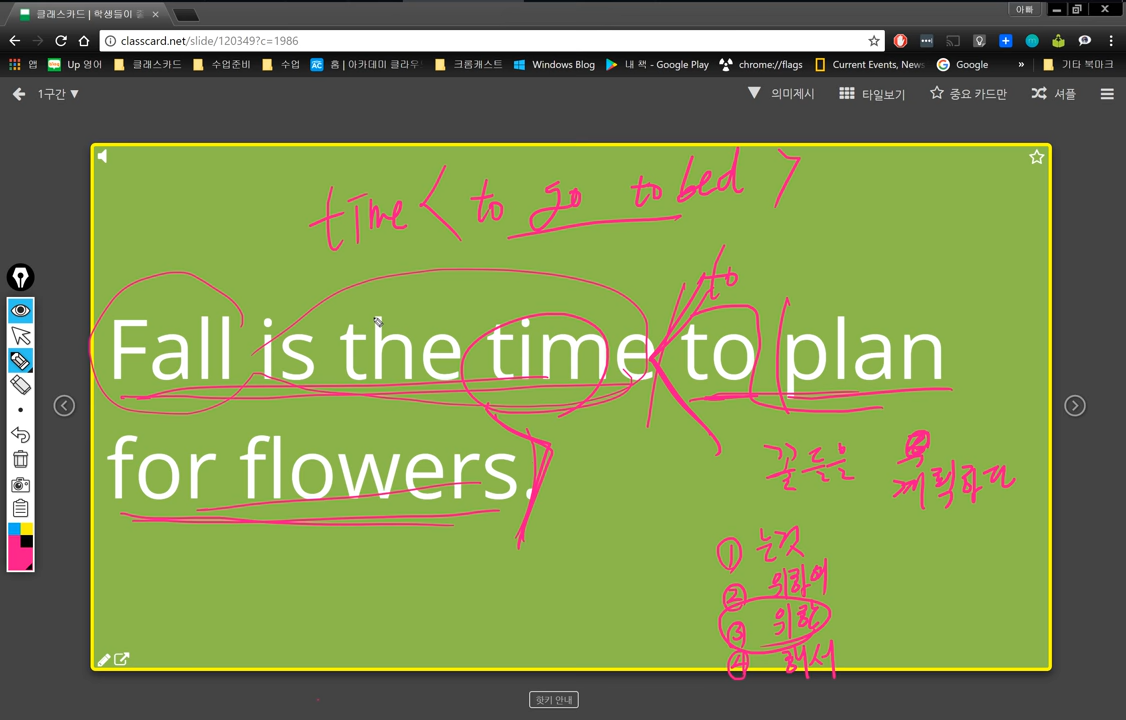 클래스카드 | 학생들이 좋
아빠
classcard.net/slide/120349?c=1986
앱 Up 영어 클래스카드 수업준비 수업 홈 | 아카데미 클라우 크롬캐스트 Windows Blog 내 책 - Google Play chrome://flags Current Events, News Google » 기타 북마크
1구간 ▼ ▼ 의미제시 타일보기 중요 카드만 셔플
time < to go to bed >
to
Fall is the time to plan
for flowers.
꽃들을 계획하다
① 는것
② 위하여
③ 위한
④ 해서
핫키 안내